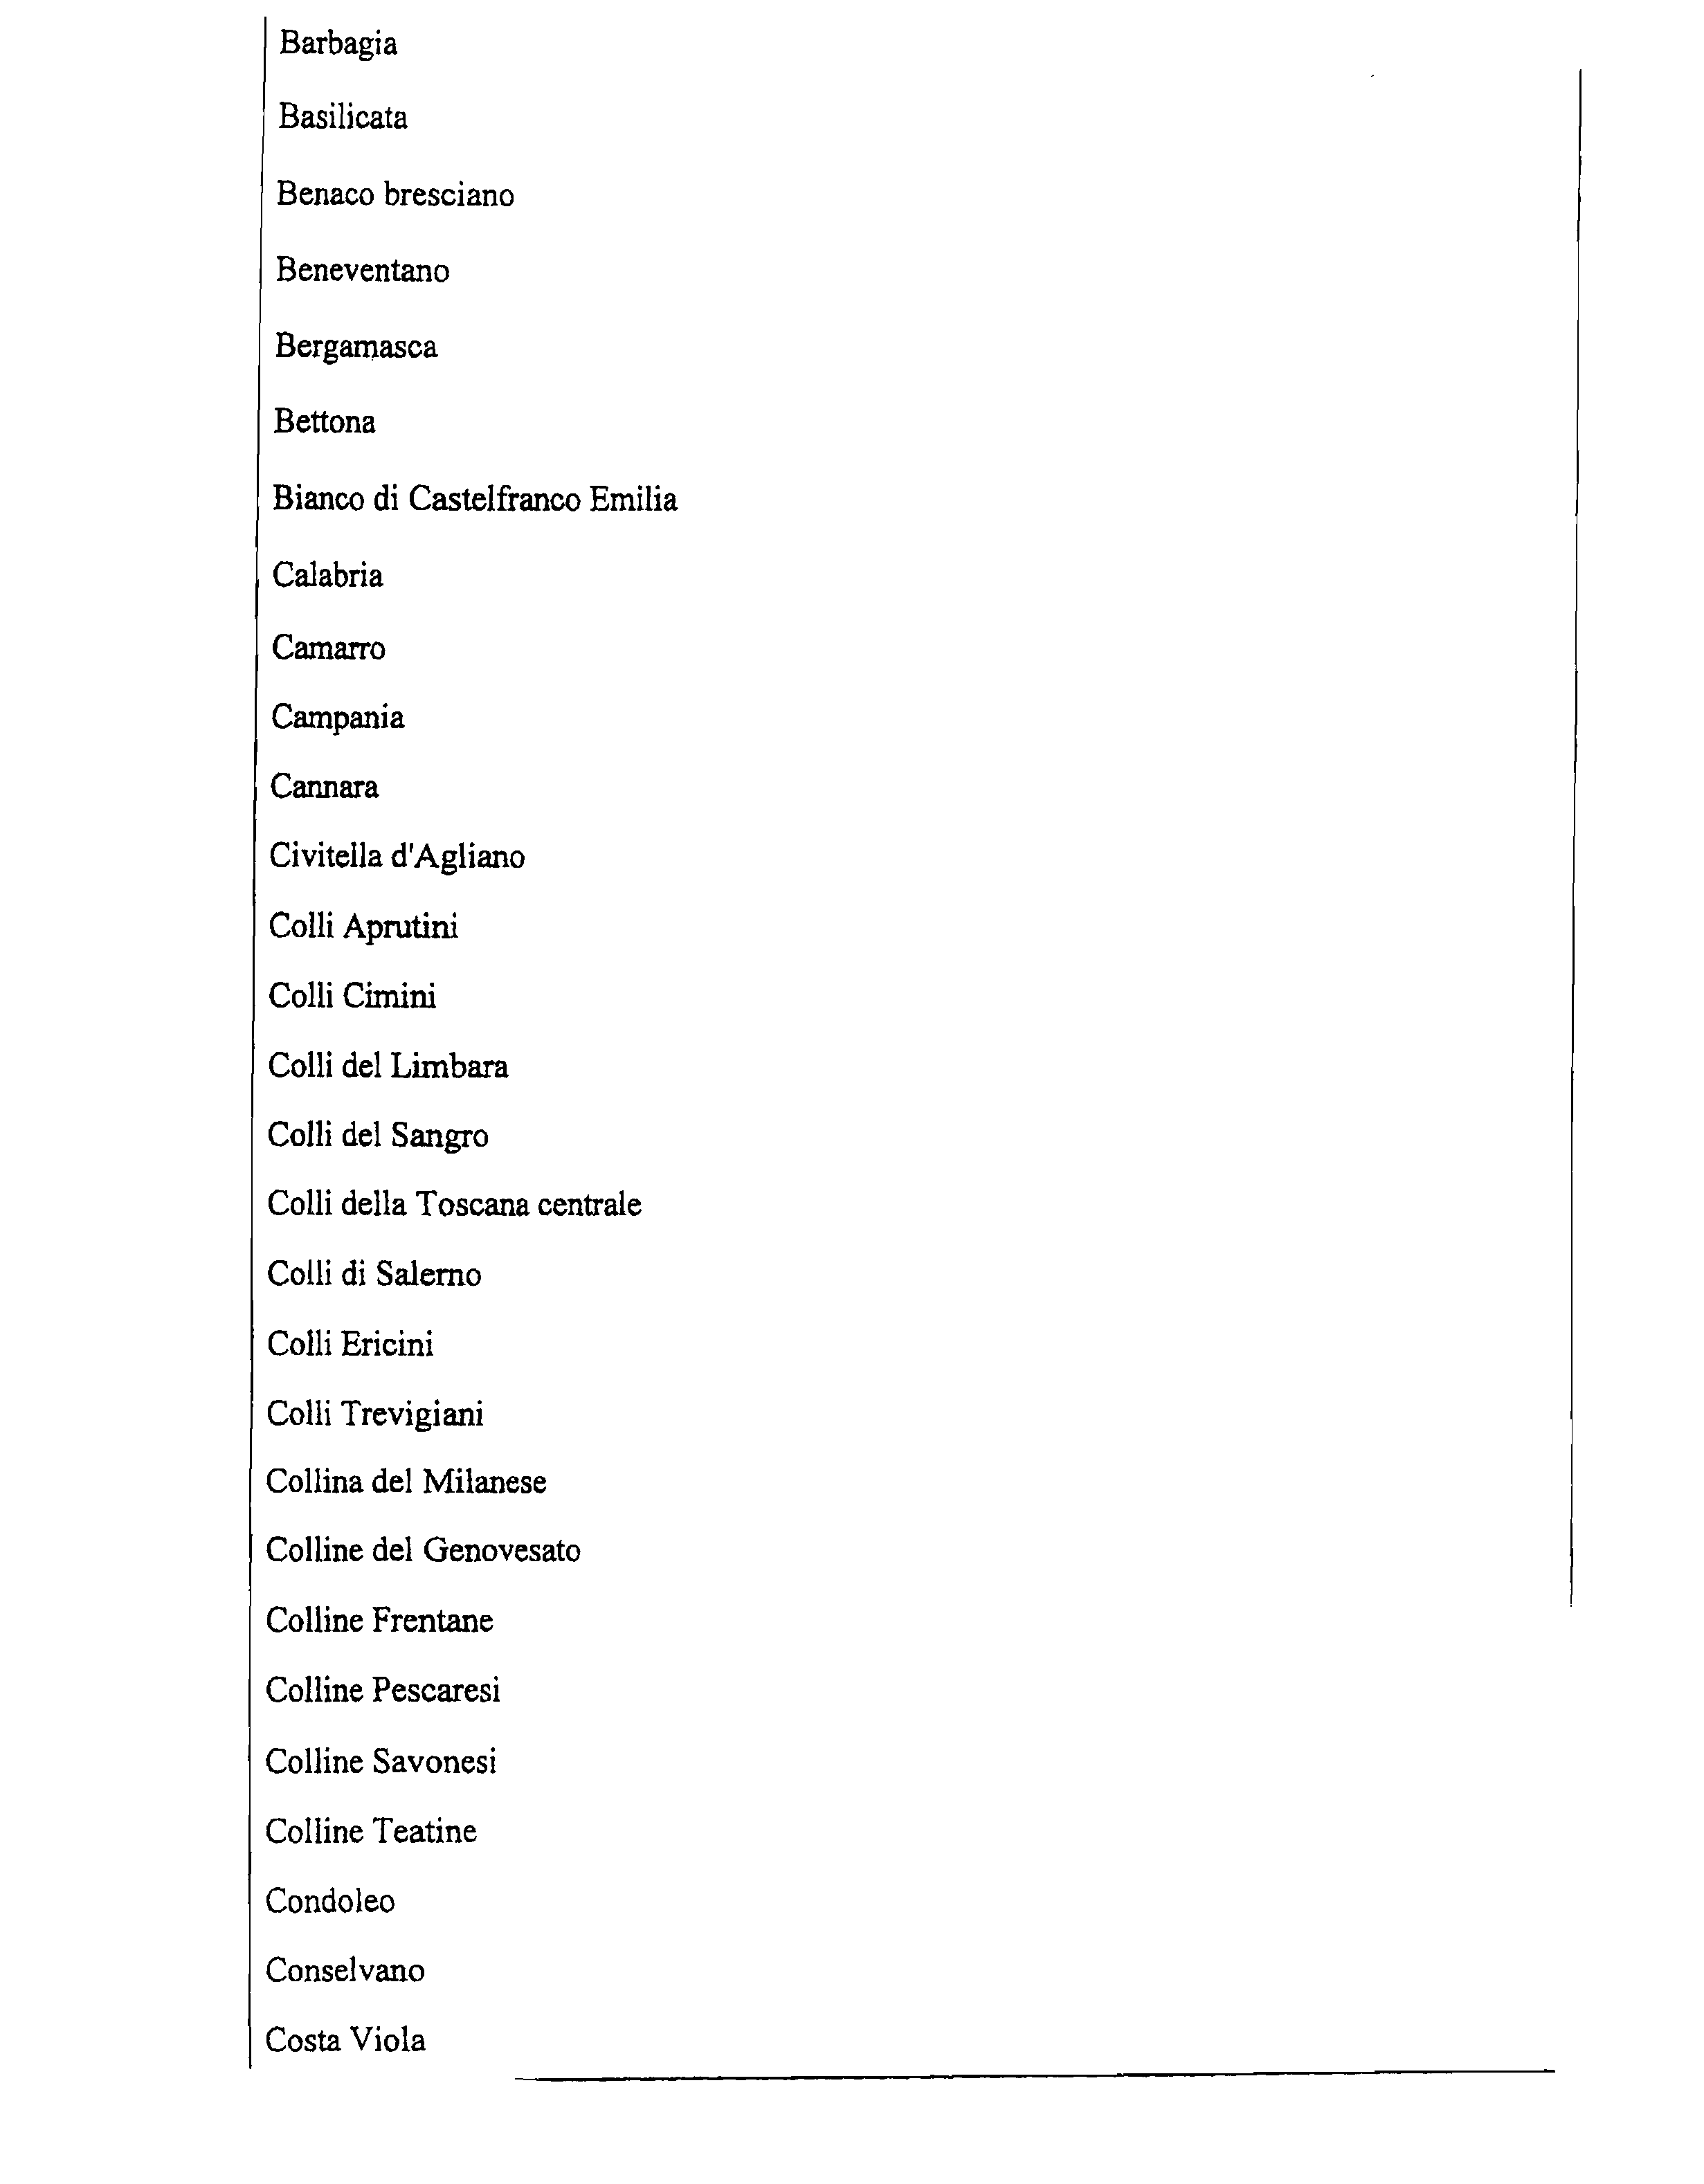 Barbagia
Basilicata
Benaco bresciano
Beneventano
Bergamasca
Bettona
Bianco di Castelfranco Emilia
Calabria
Camarro
Campania
Cannara
Civitella d'Agliano
Colli Aprutini
Colli Cimini
Colli del Limbara
Colli del Sangro
Colli della Toscana centrale
Colli di Salerno
Colli Ericini
Colli Trevigiani
Collina del Milanese
Colline del Genovesato
Colline Frentane
Colline Pescaresi
Colline Savonesi
Colline Teatine
Condoleo
Conselvano
Costa Viola